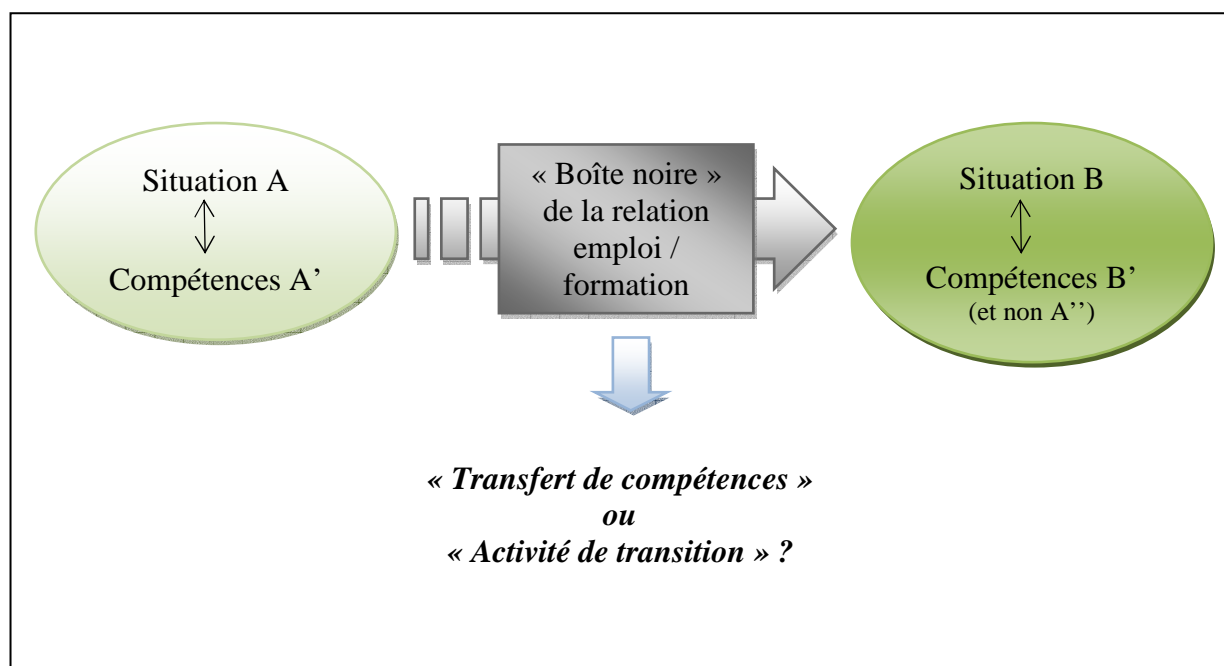 Situation A
Compétences A’
« Boîte noire »
de la relation
emploi /
formation
Situation B
Compétences B’
(et non A’’)
« Transfert de compétences »
ou
« Activité de transition » ?